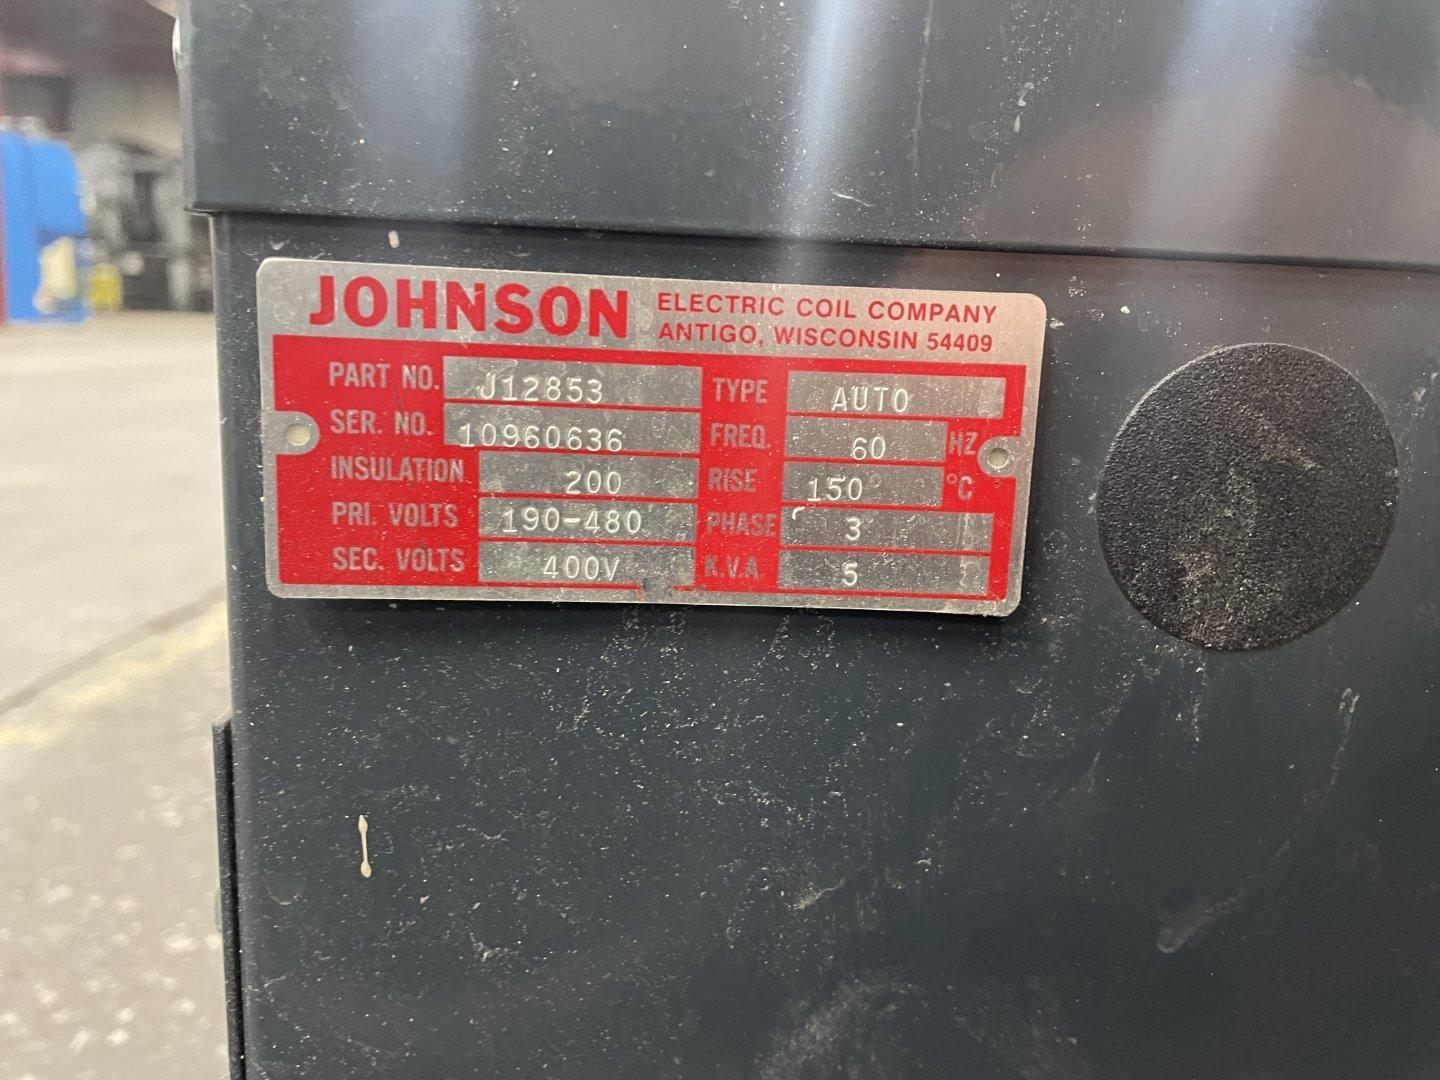 JOHNSON ELECTRIC COIL COMPANY
ANTIGO, WISCONSIN 54409
PART NO. J12853 TYPE AUTO
SER. NO. 10960636 FREQ. 60 HZ
INSULATION 200 RISE 150 °C
PRI. VOLTS 190-480 PHASE 3
SEC. VOLTS 400V K.V.A. 5